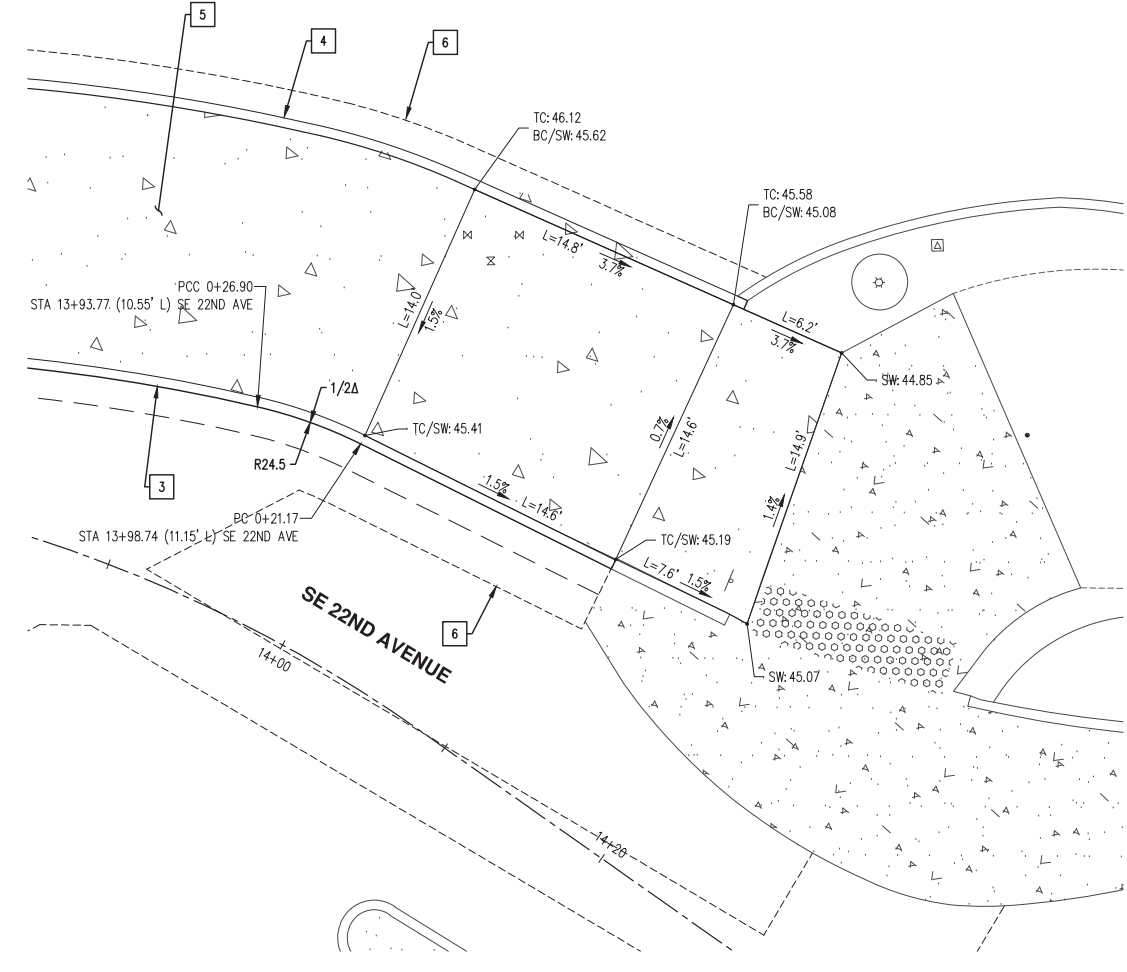 5
4
6
TC: 46.12
BC/SW: 45.62
TC: 45.58
BC/SW: 45.08
L=14.8'
3.7%
PCC 0+26.90
STA 13+93.77 (10.55' L) SE 22ND AVE
L=14.0'
1.5%
L=6.2'
3.7%
SW: 44.85
1/2Δ
TC/SW: 45.41
0.7%
L=14.6'
L=14.9'
R24.5
3
1.5%
L=14.6'
1.4%
PC 0+21.17
STA 13+98.74 (11.15' L) SE 22ND AVE
TC/SW: 45.19
L=7.6'
1.5%
SE 22ND AVENUE
6
14+00
SW: 45.07
14+20